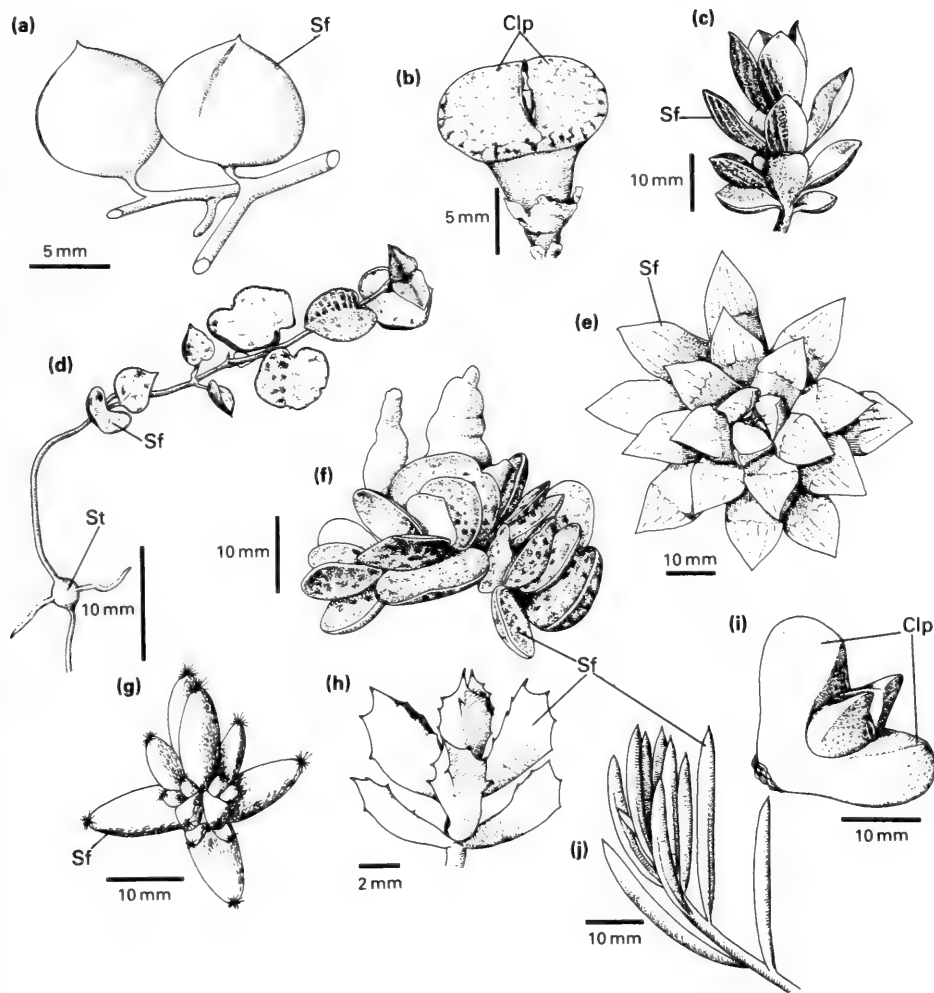 (a)
Sf
5 mm
(b)
Clp
5 mm
(c)
Sf
10 mm
(d)
Sf
St
10 mm
(e)
Sf
10 mm
(f)
10 mm
Sf
(g)
Sf
10 mm
(h)
2 mm
(i)
Clp
10 mm
(j)
10 mm